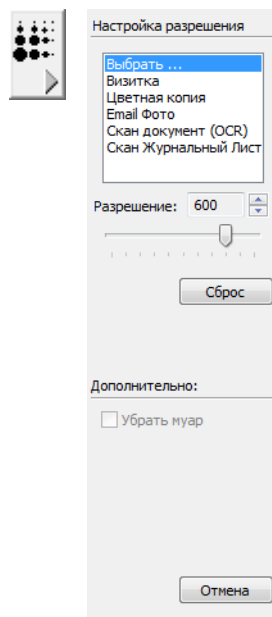 Настройка разрешения
Выбрать ...
Визитка
Цветная копия
Email Фото
Скан документ (OCR)
Скан Журнальный Лист
Разрешение: 600
Сброс
Дополнительно:
Убрать муар
Отмена